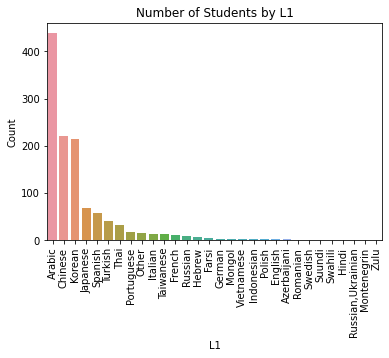 Number of Students by L1
Count
400
300
200
100
0
Arabic
Chinese
Korean
Japanese
Spanish
Turkish
Thai
Portuguese
Other
Italian
Taiwanese
French
Russian
Hebrew
Farsi
German
Mongol
Vietnamese
Indonesian
Polish
English
Azerbaijani
Romanian
Swedish
Suundi
Swahili
Hindi
Russian,Ukrainian
Montenegrin
Zulu
L1